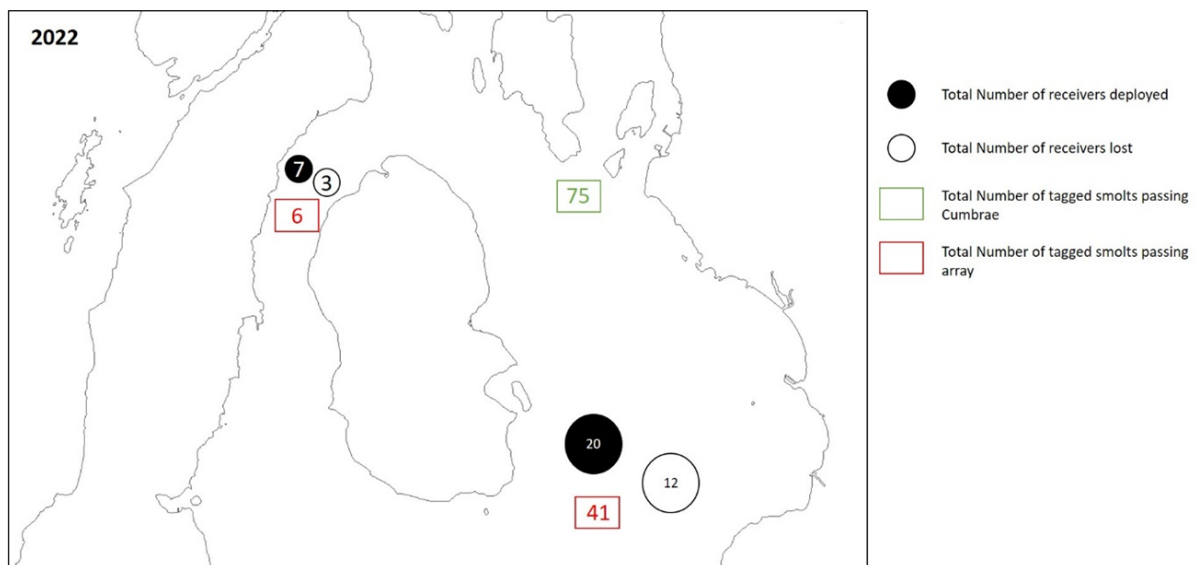 2022
7
3
6
75
20
12
41
Total Number of receivers deployed
Total Number of receivers lost
Total Number of tagged smolts passing
Cumbrae
Total Number of tagged smolts passing
array